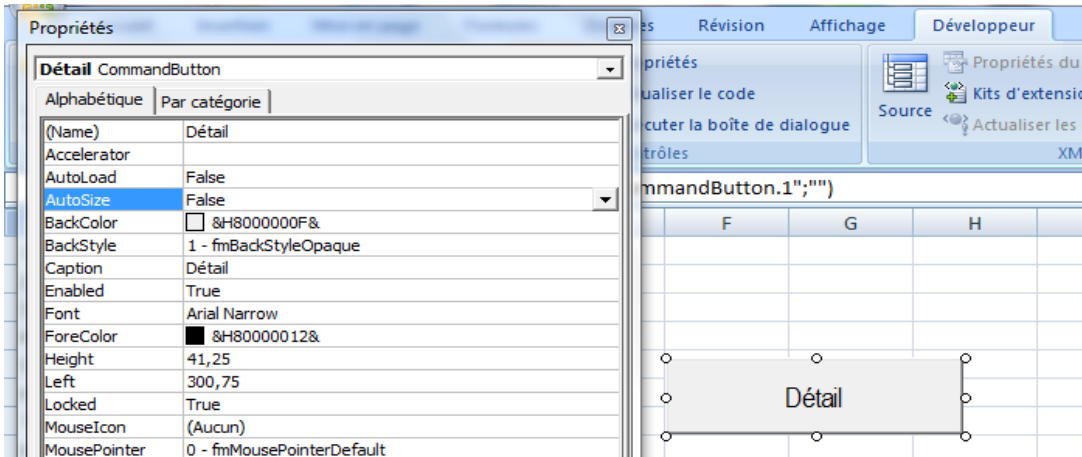 Propriétés
Détail CommandButton
Alphabétique Par catégorie
(Name) Détail
Accelerator
AutoLoad False
AutoSize False
BackColor &H8000000F&
BackStyle 1 - fmBackStyleOpaque
Caption Détail
Enabled True
Font Arial Narrow
ForeColor &H80000012&
Height 41,25
Left 300,75
Locked True
MouseIcon (Aucun)
MousePointer 0 - fmMousePointerDefault
es Révision Affichage Développeur
priétés
ualiser le code
cuter la boîte de dialogue
trôles
Source
Propriétés du
Kits d'extensio
Actualiser les
XM
mmandButton.1";"")
F G H
Détail